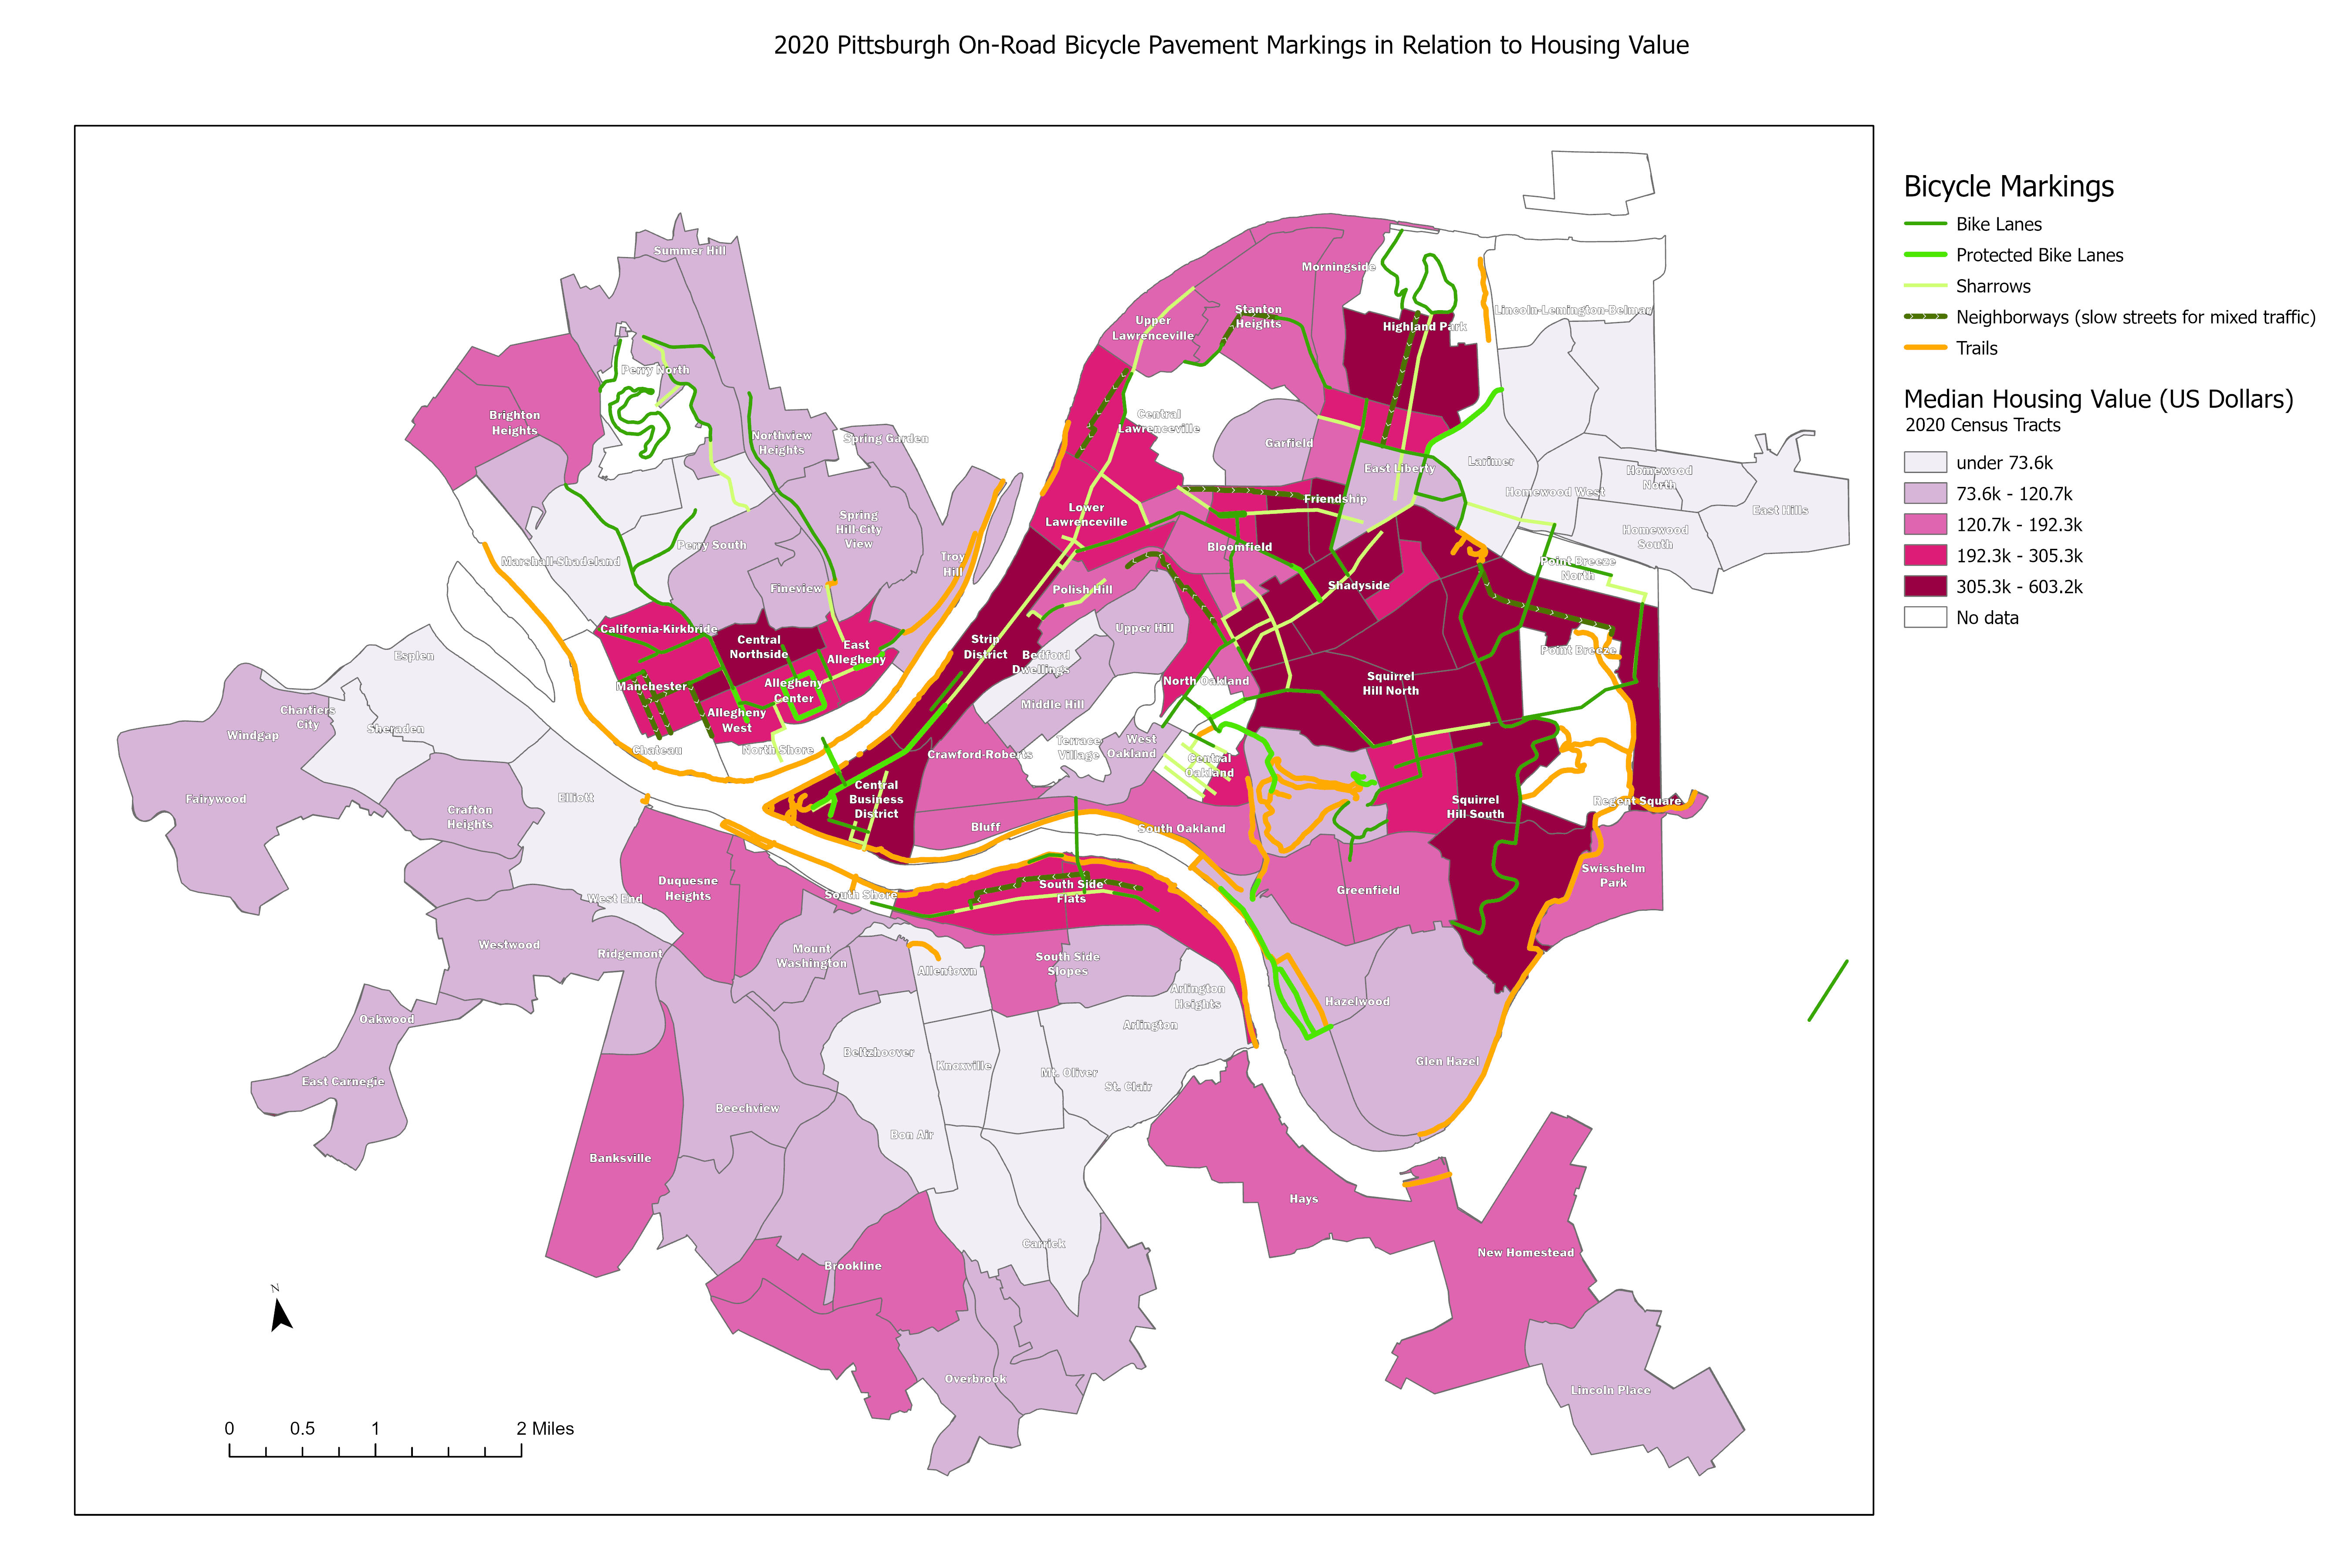 2020 Pittsburgh On-Road Bicycle Pavement Markings in Relation to Housing Value
Bicycle Markings
Bike Lanes
Protected Bike Lanes
Sharrows
Neighborways (slow streets for mixed traffic)
Trails
Median Housing Value (US Dollars)
2020 Census Tracts
under 73.6k
73.6k - 120.7k
120.7k - 192.3k
192.3k - 305.3k
305.3k - 603.2k
No data
Summer Hill
Morningside
Stanton
Heights
Upper
Lawrenceville
Highland Park
Lincoln-Lemington-Belmar
Perry North
Brighton
Heights
Northview
Heights
Spring Garden
Central
Lawrenceville
Garfield
East Liberty
Larimer
Homewood
North
Homewood West
East Hills
Homewood
South
Friendship
Lower
Lawrenceville
Spring
Hill-City
View
Troy
Hill
Perry South
Marshall-Shadeland
Bloomfield
Point Breeze
North
Fineview
Polish Hill
Shadyside
California-Kirkbride
Central
Northside
East
Allegheny
Strip
District
Upper Hill
Bedford
Dwellings
Esplen
Point Breeze
Manchester
Allegheny
Center
North Oakland
Squirrel
Hill North
Chartiers
City
Windgap
Sheraden
Allegheny
West
Middle Hill
Chateau
North Shore
Crawford-Roberts
Terrace
Village
West
Oakland
Central
Oakland
Fairywood
Crafton
Heights
Elliott
Central
Business
District
Bluff
South Oakland
Squirrel
Hill South
Regent Square
Duquesne
Heights
South Shore
South Side
Flats
Greenfield
Swisshelm
Park
West End
Westwood
Ridgemont
Mount
Washington
Allentown
South Side
Slopes
Arlington
Heights
Hazelwood
Oakwood
Arlington
Beltzhoover
Knoxville
Mt. Oliver
St. Clair
Glen Hazel
East Carnegie
Beechview
Bon Air
Banksville
Hays
Carrick
Brookline
New Homestead
Overbrook
Lincoln Place
N
0 0.5 1 2 Miles